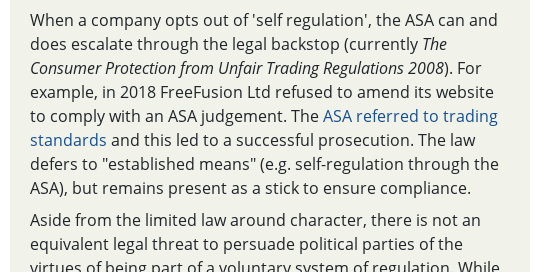 When a company opts out of 'self regulation', the ASA can and
does escalate through the legal backstop (currently The
Consumer Protection from Unfair Trading Regulations 2008). For
example, in 2018 FreeFusion Ltd refused to amend its website
to comply with an ASA judgement. The ASA referred to trading
standards and this led to a successful prosecution. The law
defers to "established means" (e.g. self-regulation through the
ASA), but remains present as a stick to ensure compliance.
Aside from the limited law around character, there is not an
equivalent legal threat to persuade political parties of the
virtues of being part of a voluntary system of regulation. While